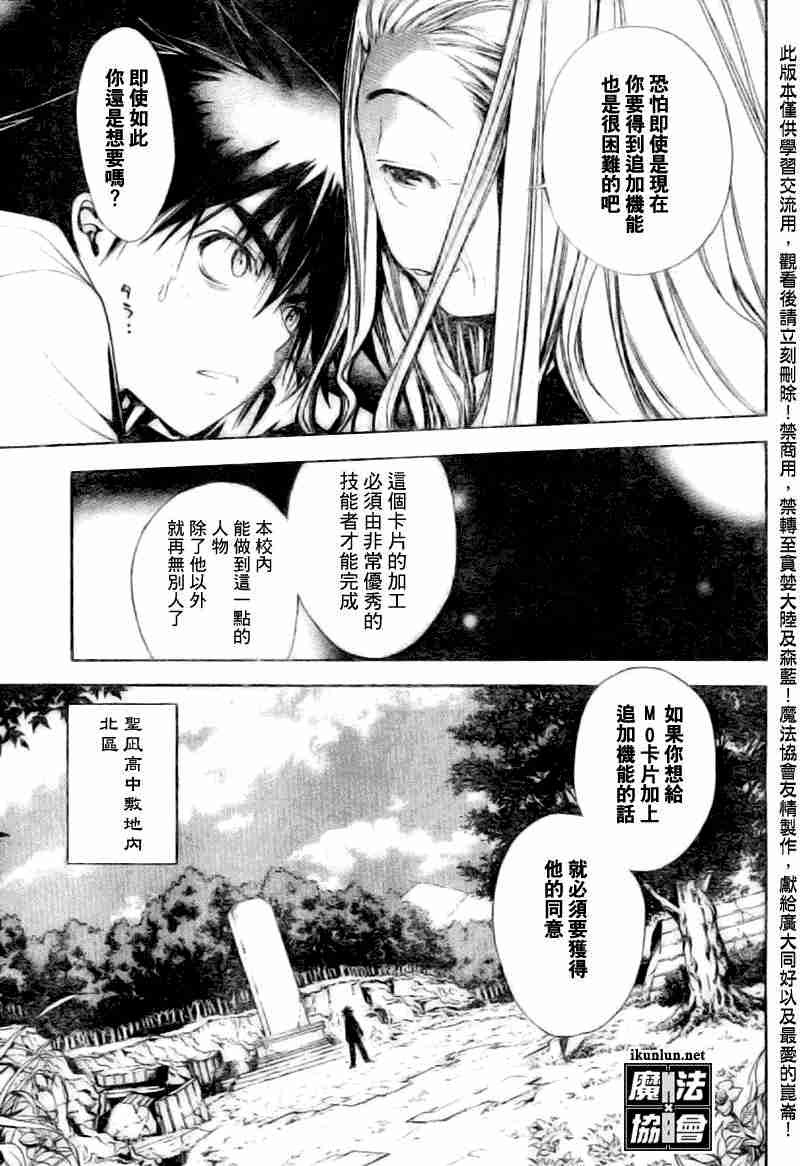 恐怕即使是現在
你要得到追加機能
也是很困難的吧
即使如此
你還是想要嗎?
うう…
這個卡片的加工
必須由非常優秀的
技能者才能完成
本校內
能做到這一點的
人物
除了他以外
就再無別人了
如果你想給
M0卡片加上
追加機能的話
就必須要獲得
他的同意
聖凪高中敷地內
北區
此版本僅供學習交流用，觀看後請立刻刪除！禁商用，禁轉至貪婪大陸及森藍！魔法協會友情製作，獻給廣大同好以及最愛的崑崙！
ikunlun.net
魔法
M×0
協會